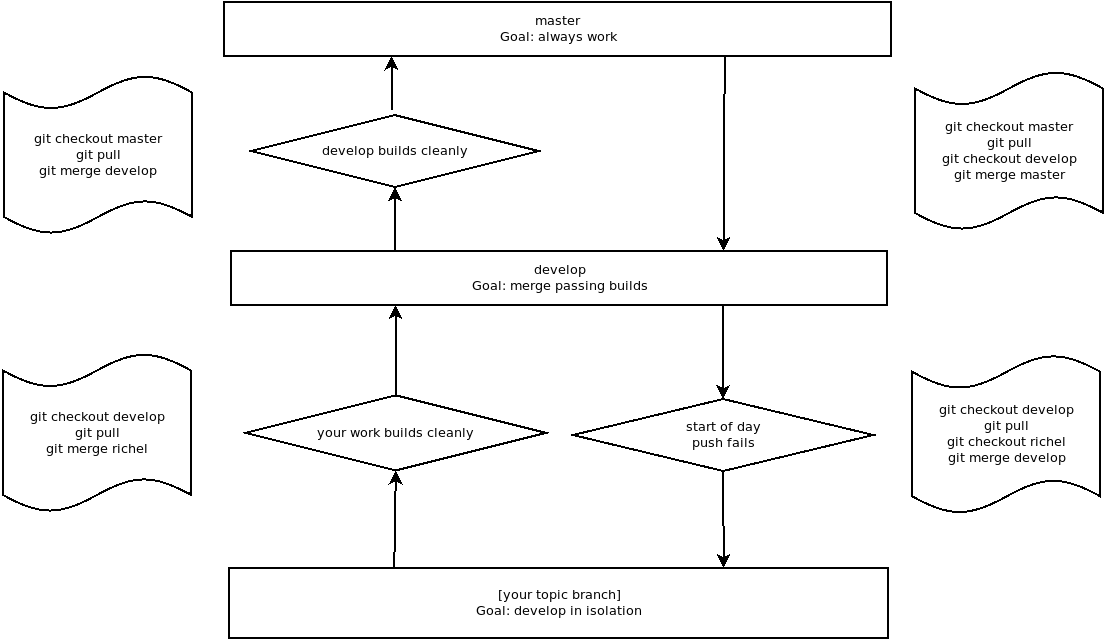 master
Goal: always work
git checkout master
git pull
git merge develop
develop builds cleanly
git checkout master
git pull
git checkout develop
git merge master
develop
Goal: merge passing builds
git checkout develop
git pull
git merge richel
your work builds cleanly
start of day
push fails
git checkout develop
git pull
git checkout richel
git merge develop
[your topic branch]
Goal: develop in isolation